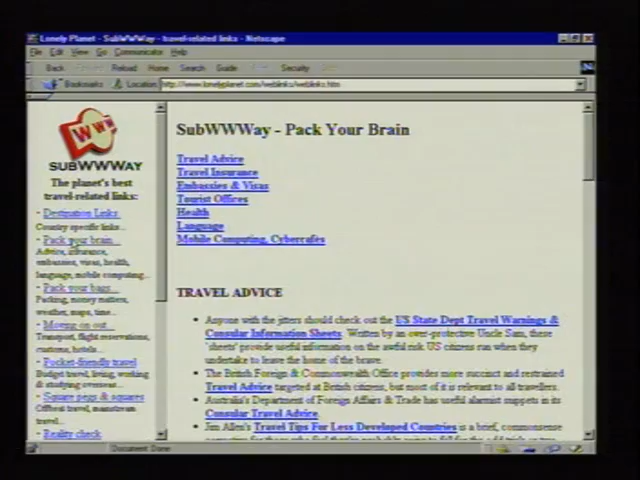 Lonely Planet - SubWWWay - travel-related links - Netscape
File Edit View Go Communicator Help
Back Reload Home Search Guide Security
Bookmarks Location: http://www.lonelyplanet.com/weblinks/weblinks.htm
WWW
SUBWWWAY
The planet's best
travel-related links:
· Destination Links
Country specific links...
· Pack your brain...
Advice, insurance,
embassies, visas, health,
language, mobile computing...
· Pack your bags...
Packing, money matters,
weather, maps, time...
· Moving on out...
Transport, flight reservations,
customs, hotels...
· Pocket-friendly travel
Budget travel, living, working
& studying overseas...
· Square pegs & squares
Offbeat travel, mainstream
travel...
· Reality check
SubWWWay - Pack Your Brain
Travel Advice
Travel Insurance
Embassies & Visas
Tourist Offices
Health
Language
Mobile Computing, Cybercafés
TRAVEL ADVICE
• Anyone with the jitters should check out the US State Dept Travel Warnings &
Consular Information Sheets. Written by an over-protective Uncle Sam, these
'sheets' provide useful information on the awful risk US citizens run when they
undertake to leave the home of the brave.
• The British Foreign & Commonwealth Office provides more succinct and restrained
Travel Advice targeted at British citizens, but most of it is relevant to all travellers.
• Australia's Department of Foreign Affairs & Trade has useful alarmist snippets in its
Consular Travel Advice.
• Jim Allen's Travel Tips For Less Developed Countries is a brief, commonsense
Document: Done